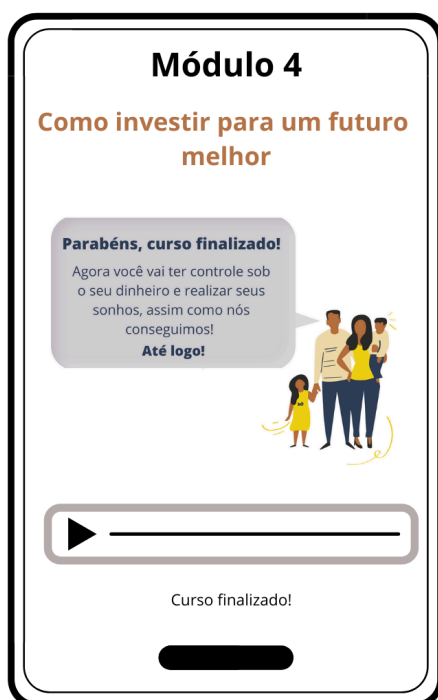 Módulo 4
Como investir para um futuro
melhor
Parabéns, curso finalizado!
Agora você vai ter controle sob
o seu dinheiro e realizar seus
sonhos, assim como nós
conseguimos!
Até logo!
Curso finalizado!